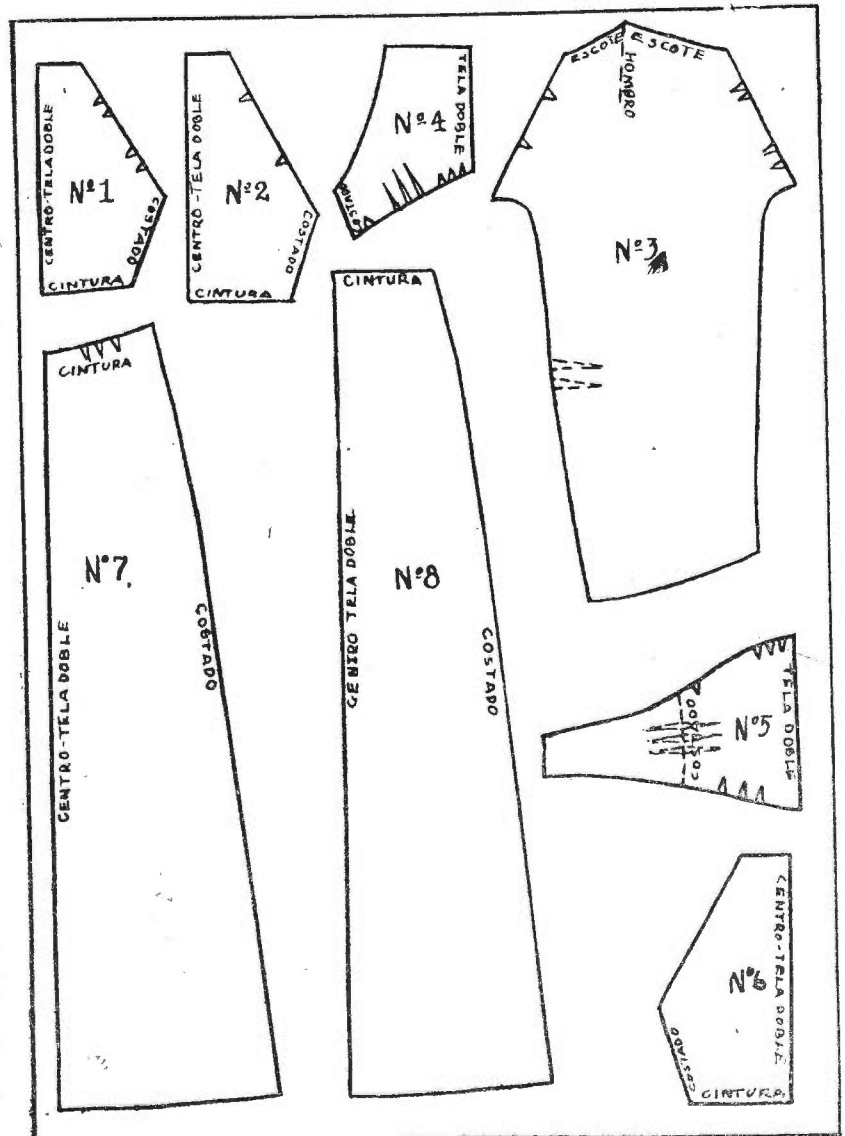 CENTRO-TELA DOBLE
Nº1
COSTADO
CINTURA
CENTRO-TELA DOBLE
Nº2
COSTADO
CINTURA
Nº4
TELA DOBLE
COSTADO
ESCOTE ESCOTE
HOMBRO
Nº3
CINTURA
Nº7.
CENTRO-TELA DOBLE
COSTADO
CINTURA
Nº8
CENTRO TELA DOBLE
COSTADO
Nº5
TELA DOBLE
COSTADO
Nº6
CENTRO-TELA DOBLE
COSTADO
CINTURA